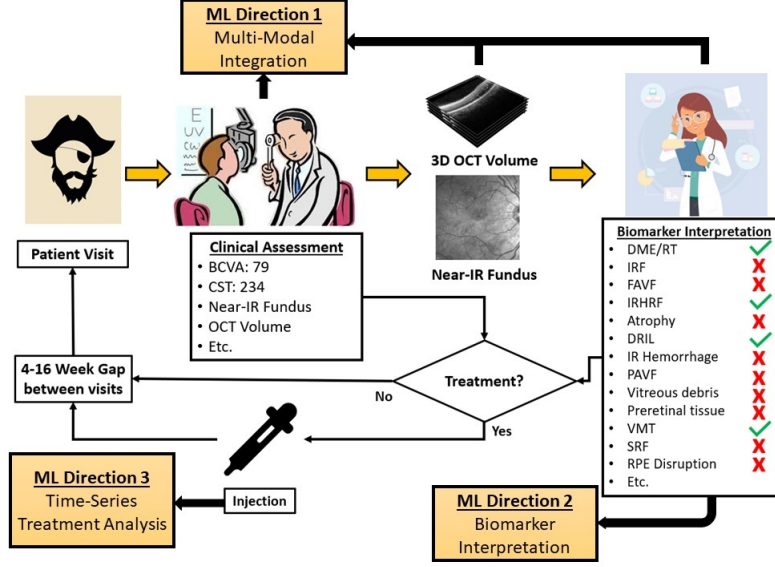 ML Direction 1
Multi-Modal
Integration
E
UV
3D OCT Volume
Near-IR Fundus
Patient Visit
Clinical Assessment
• BCVA: 79
• CST: 234
• Near-IR Fundus
• OCT Volume
• Etc.
Biomarker Interpretation
• DME/RT
• IRF
• FAVF
• IRHRF
• Atrophy
• DRIL
• IR Hemorrhage
• PAVF
• Vitreous debris
• Preretinal tissue
• VMT
• SRF
• RPE Disruption
• Etc.
4-16 Week Gap
between visits
Treatment?
No
Yes
ML Direction 3
Time-Series
Treatment Analysis
Injection
ML Direction 2
Biomarker
Interpretation